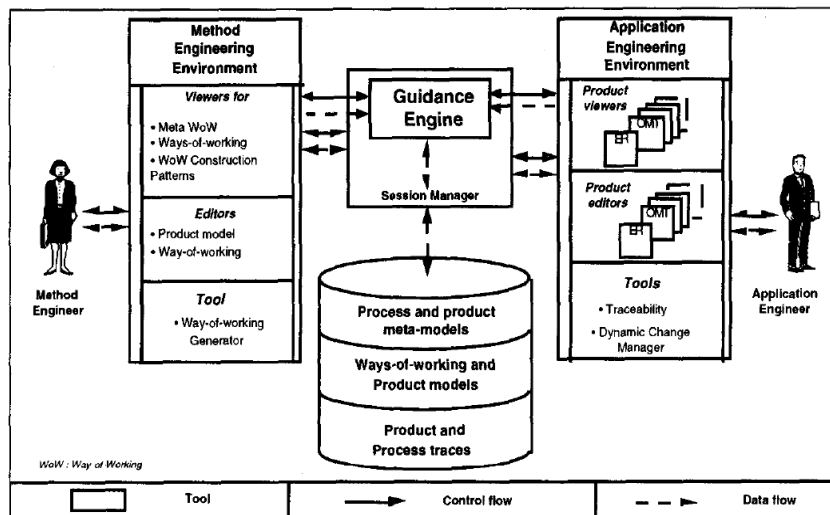 Method
Engineering
Environment
Viewers for
• Meta WoW
• Ways-of-working
• WoW Construction
Patterns
Editors
• Product model
• Way-of-working
Tool
• Way-of-working
Generator
Method
Engineer
Guidance
Engine
Session Manager
Process and product
meta-models
Ways-of-working and
Product models
Product and
Process traces
Application
Engineering
Environment
Product
viewers
OMT
ER
Product
editors
OMT
ER
Tools
• Traceability
• Dynamic Change
Manager
Application
Engineer
WoW : Way of Working
Tool
Control flow
Data flow